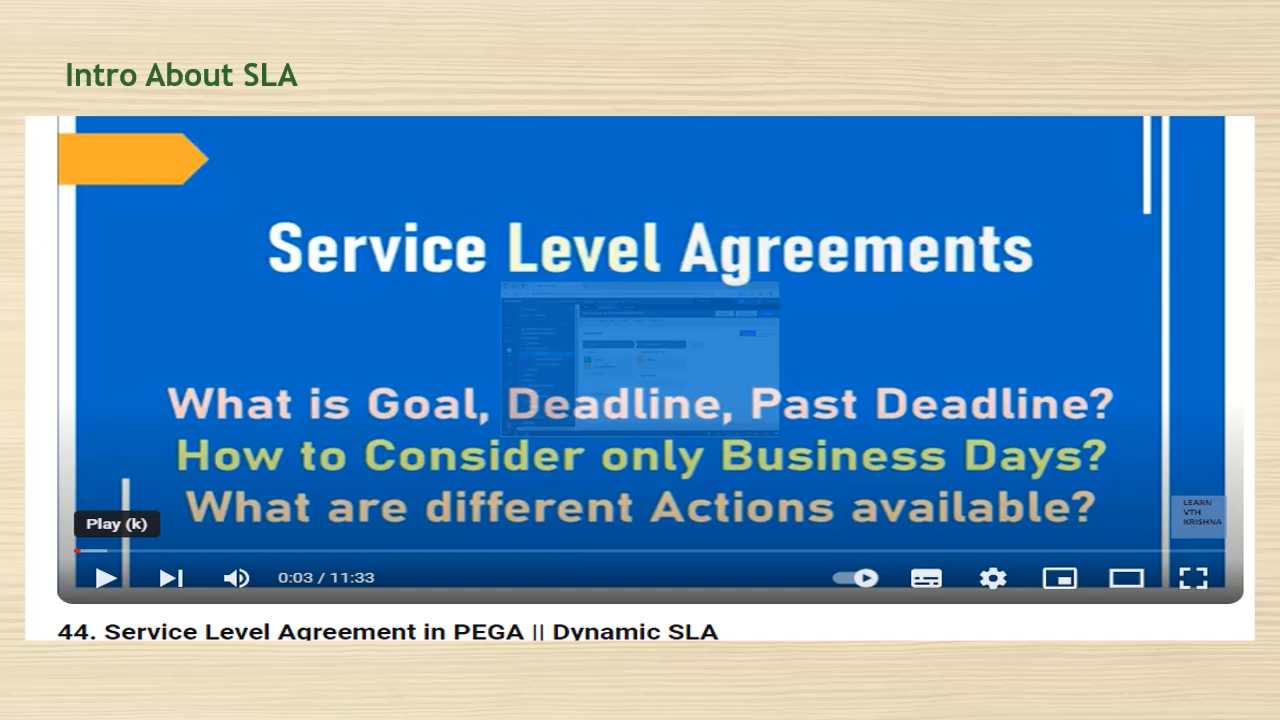 Intro About SLA
Service Level Agreements
What is Goal, Deadline, Past Deadline?
How to Consider only Business Days?
What are different Actions available?
LEARN
VTH
KRISHNA
Play (k)
0:03 / 11:33
44. Service Level Agreement in PEGA || Dynamic SLA